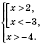 x>2,
x<-3,
x>-4.